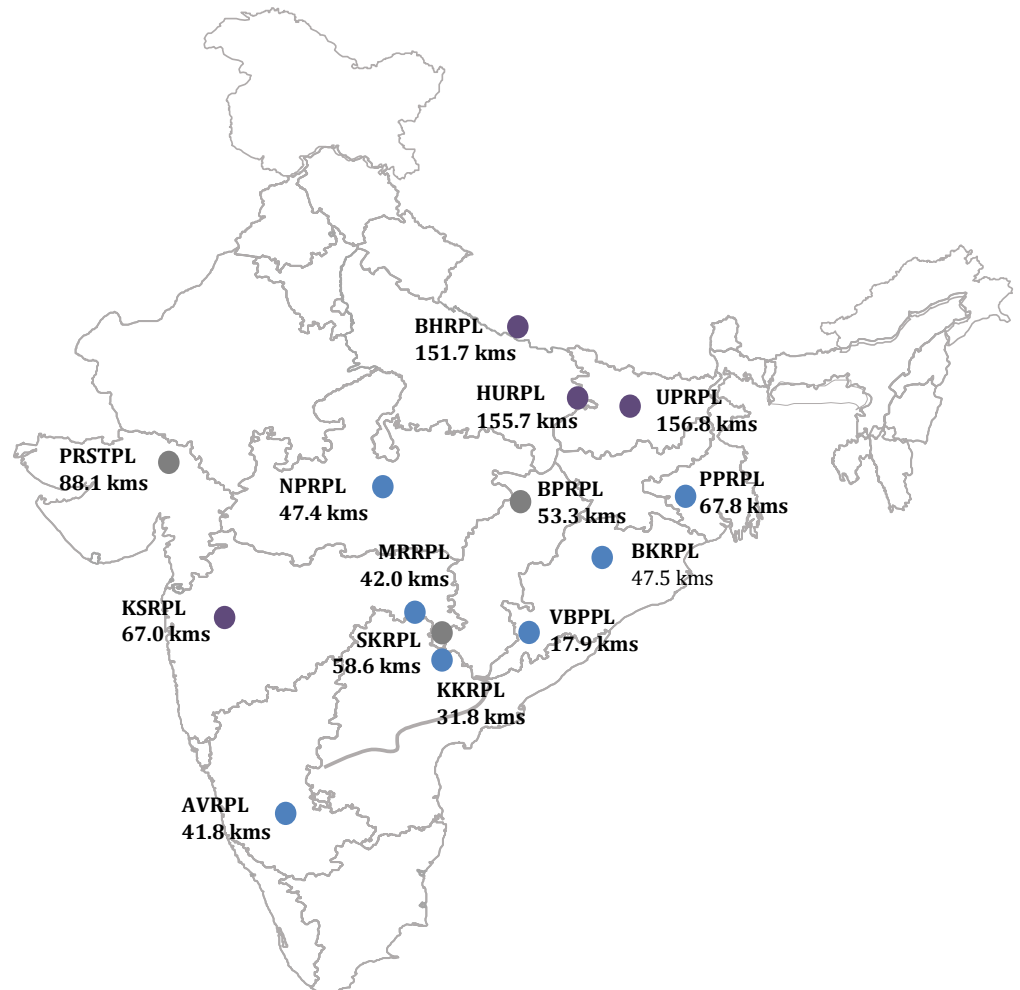 BHRPL
151.7 kms
HURPL
155.7 kms
UPRPL
156.8 kms
PRSTPL
88.1 kms
NPRPL
47.4 kms
BPRPL
53.3 kms
PPRPL
67.8 kms
MRRPL
42.0 kms
BKRPL
47.5 kms
KSRPL
67.0 kms
SKRPL
58.6 kms
VBPPL
17.9 kms
KKRPL
31.8 kms
AVRPL
41.8 kms